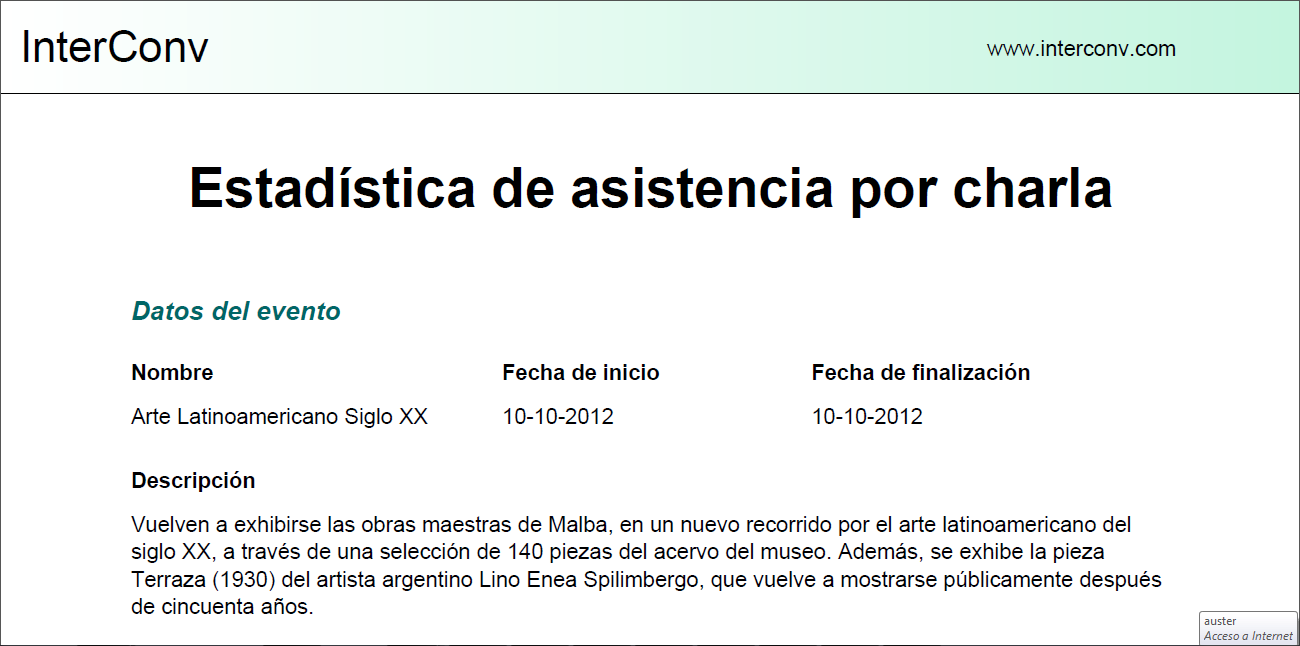 InterConv
www.interconv.com
Estadística de asistencia por charla
Datos del evento
Nombre Fecha de inicio Fecha de finalización
Arte Latinoamericano Siglo XX 10-10-2012 10-10-2012
Descripción
Vuelven a exhibirse las obras maestras de Malba, en un nuevo recorrido por el arte latinoamericano del
siglo XX, a través de una selección de 140 piezas del acervo del museo. Además, se exhibe la pieza
Terraza (1930) del artista argentino Lino Enea Spilimbergo, que vuelve a mostrarse públicamente después
de cincuenta años.
auster
Acceso a Internet